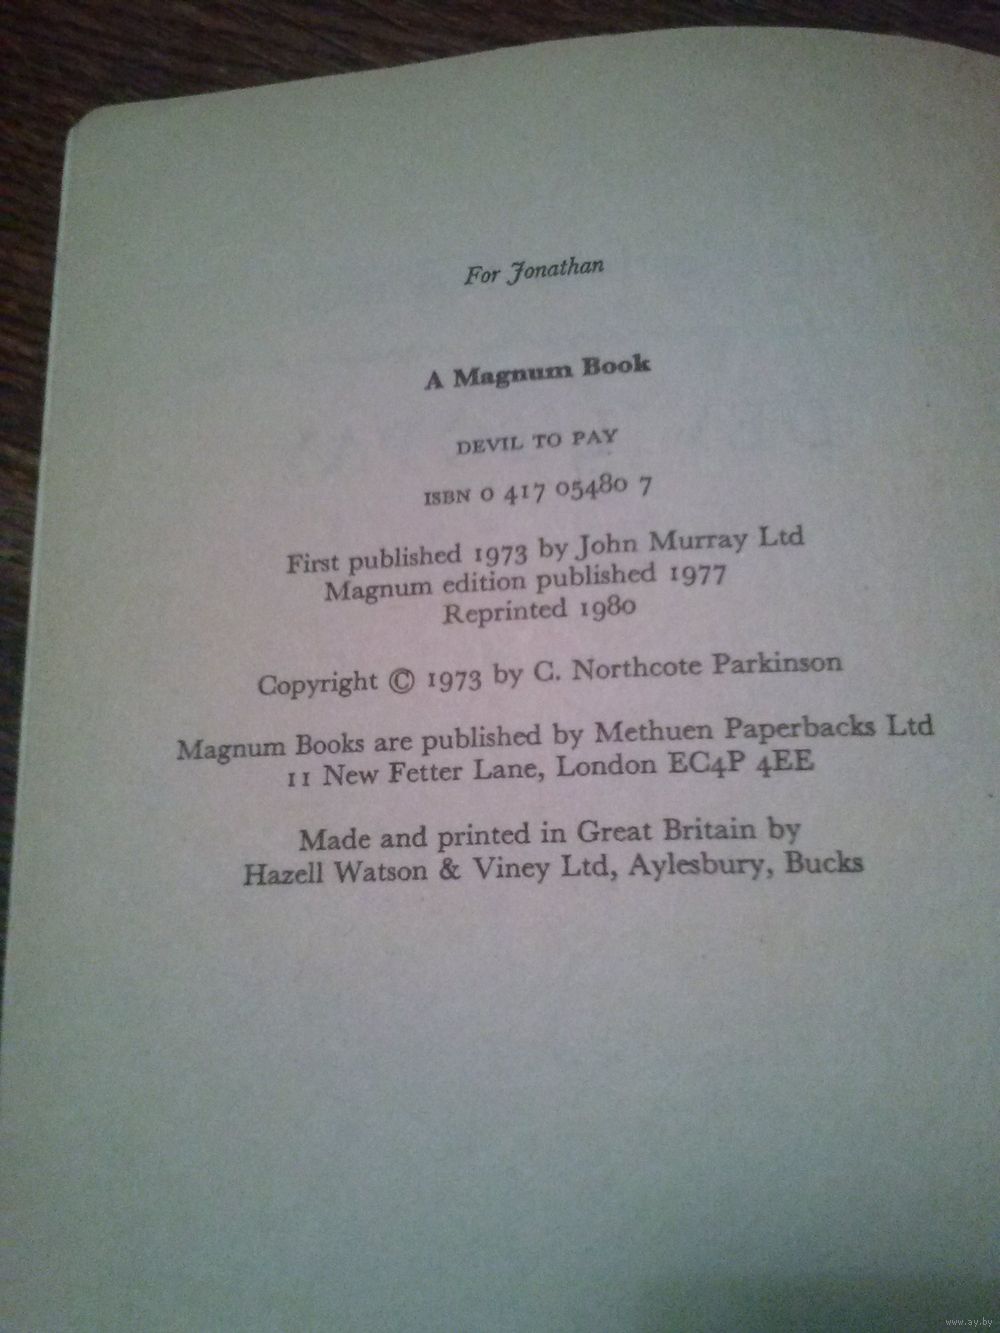 For Jonathan
A Magnum Book
DEVIL TO PAY
ISBN 0 417 05480 7
First published 1973 by John Murray Ltd
Magnum edition published 1977
Reprinted 1980
Copyright © 1973 by C. Northcote Parkinson
Magnum Books are published by Methuen Paperbacks Ltd
11 New Fetter Lane, London EC4P 4EE
Made and printed in Great Britain by
Hazell Watson & Viney Ltd, Aylesbury, Bucks
www.ay.by